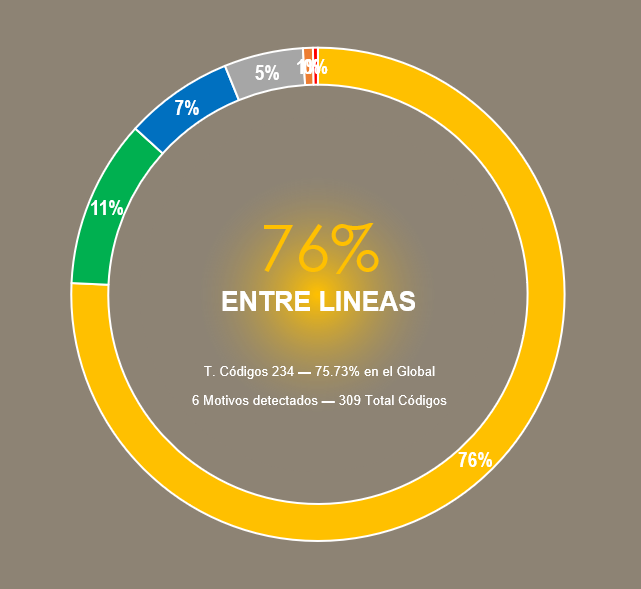 5%
7%
11%
76%
ENTRE LINEAS
T. Códigos 234 — 75.73% en el Global
6 Motivos detectados — 309 Total Códigos
76%